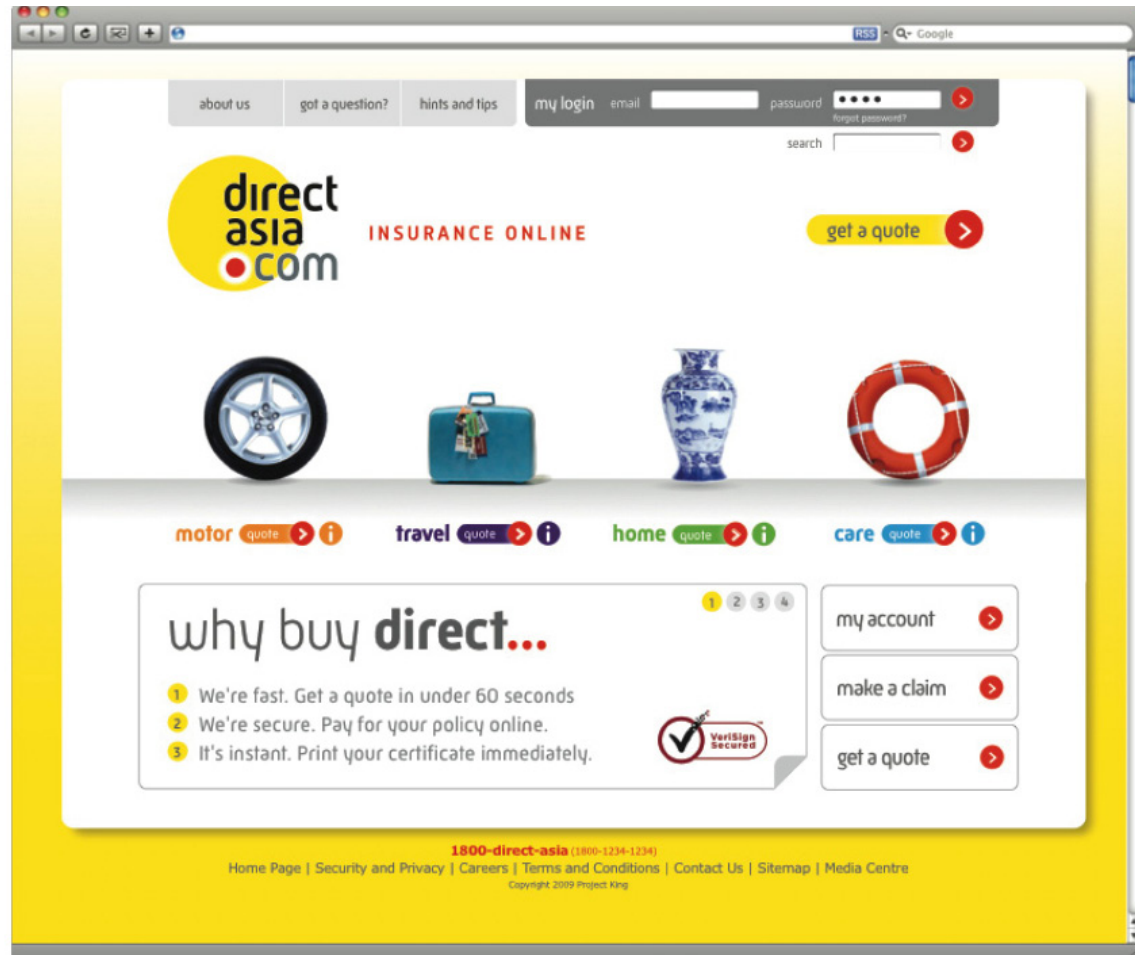 RSS
Google
about us
got a question?
hints and tips
my login
email
password
forgot password?
search
direct
asia
.com
INSURANCE ONLINE
get a quote
motor quote i
travel quote i
home quote i
care quote i
why buy direct...
1 2 3 4
1 We're fast. Get a quote in under 60 seconds
2 We're secure. Pay for your policy online.
3 It's instant. Print your certificate immediately.
VeriSign
Secured
my account
make a claim
get a quote
1800-direct-asia (1800-1234-1234)
Home Page | Security and Privacy | Careers | Terms and Conditions | Contact Us | Sitemap | Media Centre
Copyright 2009 Project King